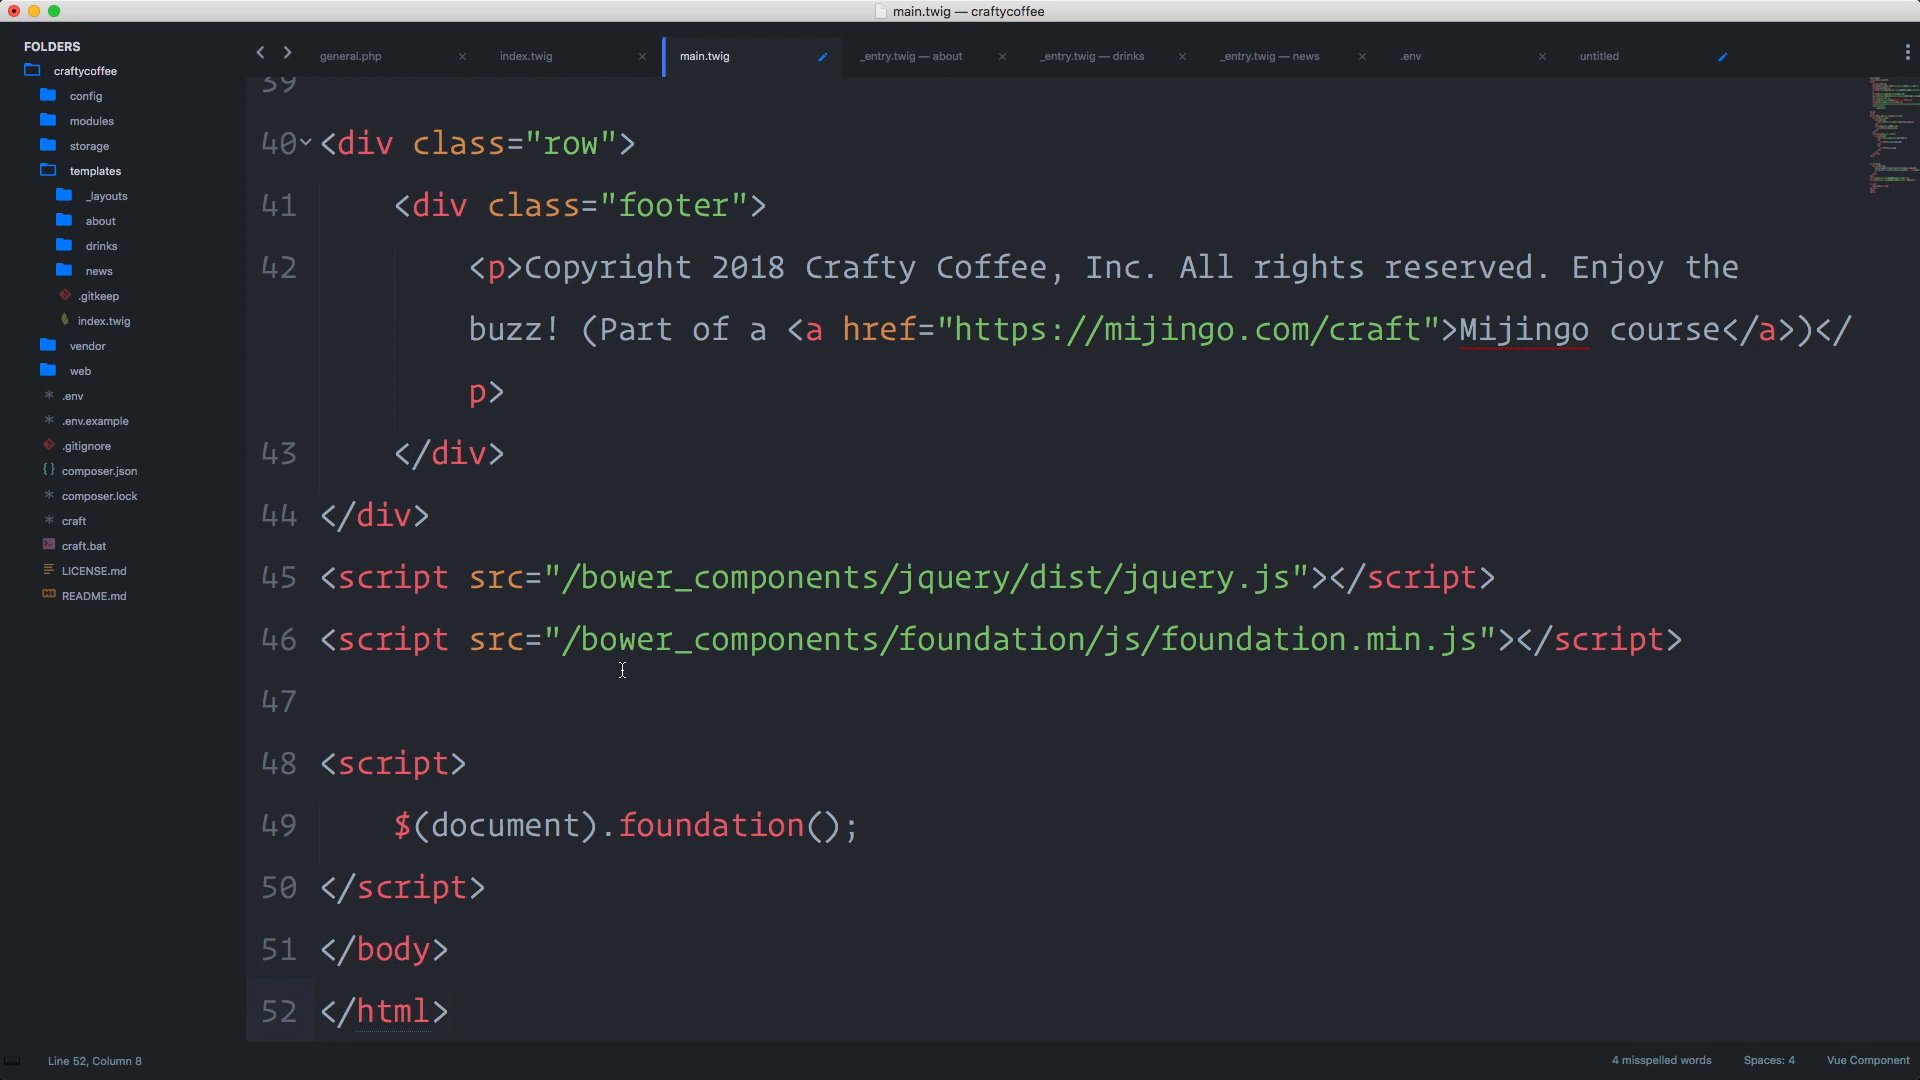 main.twig — craftycoffee
FOLDERS
craftycoffee
config
modules
storage
templates
_layouts
about
drinks
news
.gitkeep
index.twig
vendor
web
.env
.env.example
.gitignore
composer.json
composer.lock
craft
craft.bat
LICENSE.md
README.md
general.php
index.twig
main.twig
_entry.twig — about
_entry.twig — drinks
_entry.twig — news
.env
untitled
39
40 <div class="row">
41 <div class="footer">
42 <p>Copyright 2018 Crafty Coffee, Inc. All rights reserved. Enjoy the
buzz! (Part of a <a href="https://mijingo.com/craft">Mijingo course</a>)</
p>
43 </div>
44 </div>
45 <script src="/bower_components/jquery/dist/jquery.js"></script>
46 <script src="/bower_components/foundation/js/foundation.min.js"></script>
47
48 <script>
49 $(document).foundation();
50 </script>
51 </body>
52 </html>
Line 52, Column 8
4 misspelled words
Spaces: 4
Vue Component